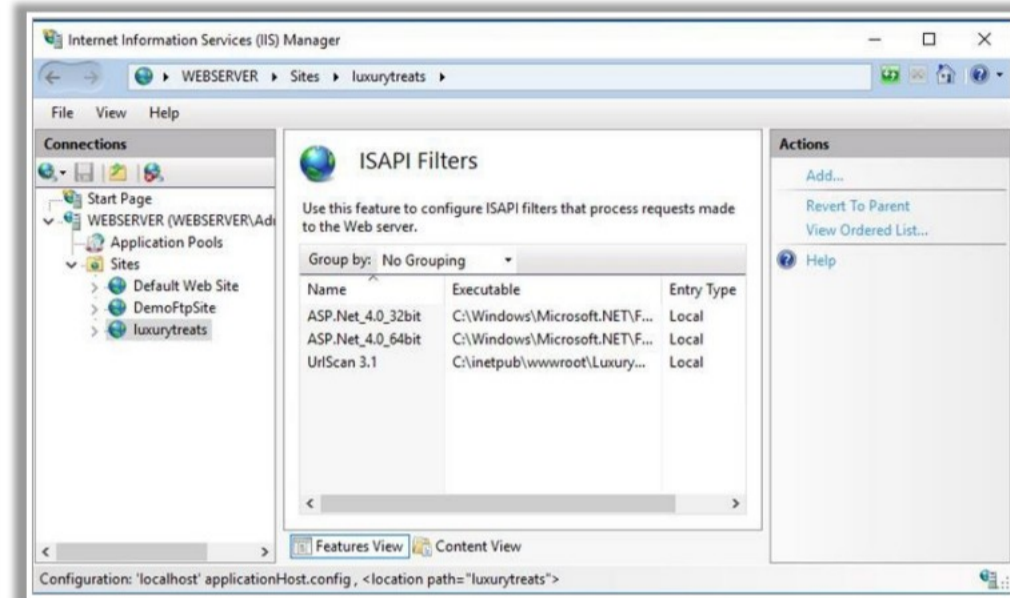 Internet Information Services (IIS) Manager
WEBSERVER Sites luxurytreats
File View Help
Connections
Start Page
WEBSERVER (WEBSERVER\Adı
Application Pools
Sites
Default Web Site
DemoFtpSite
luxurytreats
ISAPI Filters
Use this feature to configure ISAPI filters that process requests made
to the Web server.
Group by: No Grouping
Name Executable Entry Type
ASP.Net_4.0_32bit C:\Windows\Microsoft.NET\F... Local
ASP.Net_4.0_64bit C:\Windows\Microsoft.NET\F... Local
UrlScan 3.1 C:\inetpub\wwwroot\Luxury... Local
Features View Content View
Actions
Add...
Revert To Parent
View Ordered List...
Help
Configuration: 'localhost' applicationHost.config , <location path="luxurytreats">